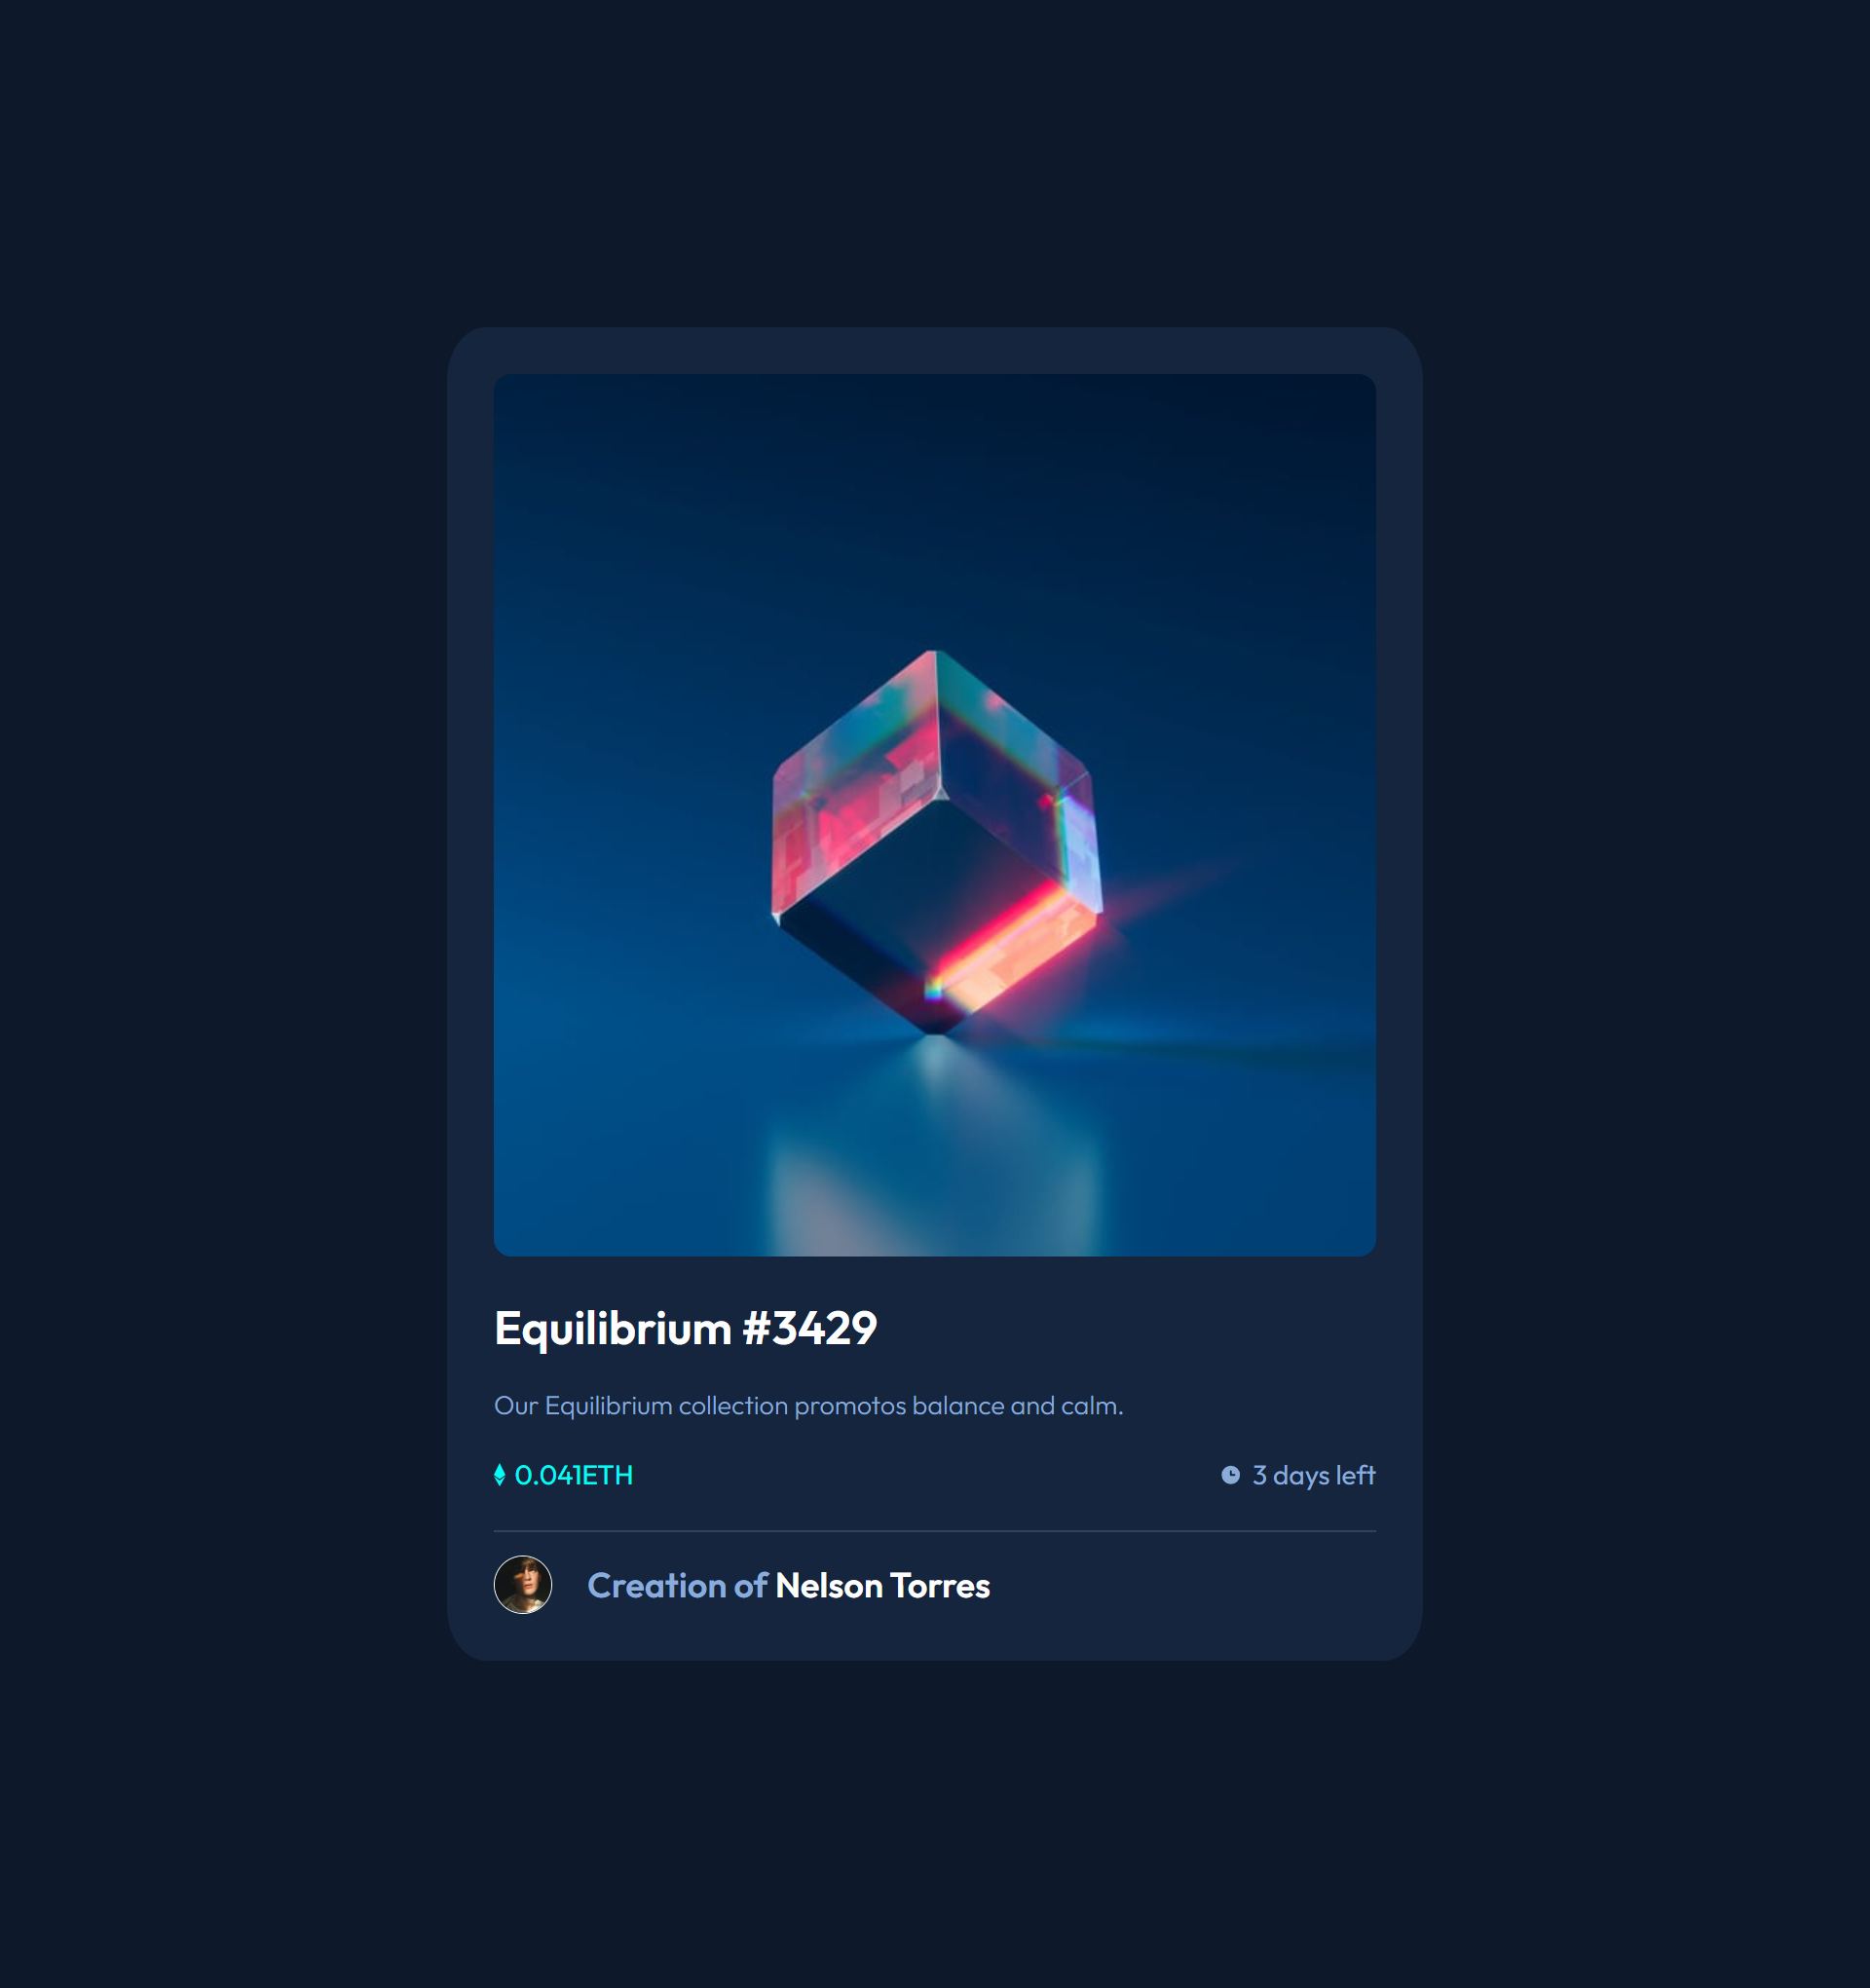 Equilibrium #3429
Our Equilibrium collection promotos balance and calm.
0.041ETH
3 days left
Creation of Nelson Torres